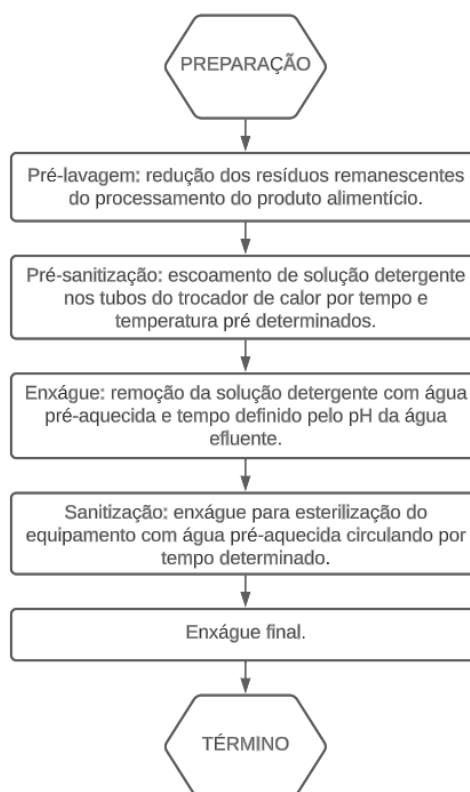 PREPARAÇÃO
Pré-lavagem: redução dos resíduos remanescentes
do processamento do produto alimentício.
Pré-sanitização: escoamento de solução detergente
nos tubos do trocador de calor por tempo e
temperatura pré determinados.
Enxágue: remoção da solução detergente com água
pré-aquecida e tempo definido pelo pH da água
efluente.
Sanitização: enxágue para esterilização do
equipamento com água pré-aquecida circulando por
tempo determinado.
Enxágue final.
TÉRMINO